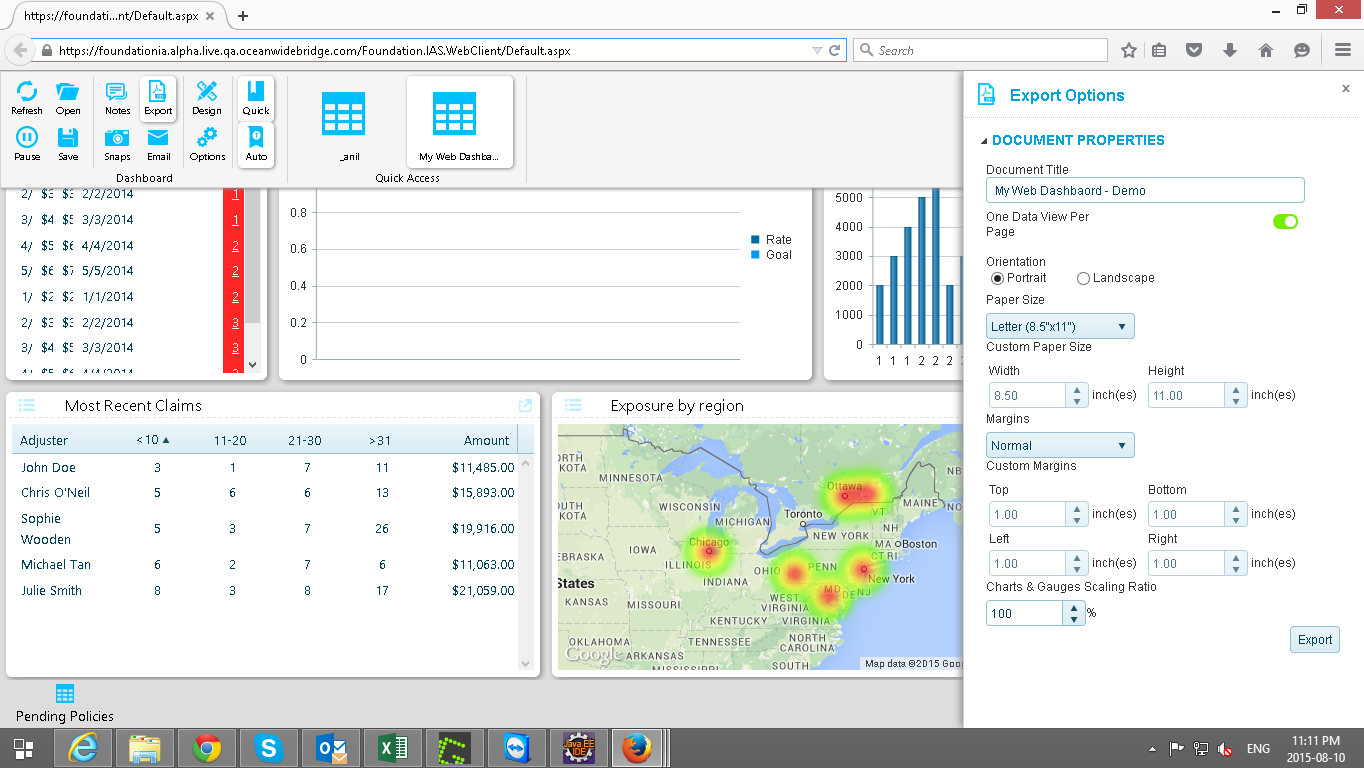 https://foundati...nt/Default.aspx
https://foundationia.alpha.live.qa.oceanwidebridge.com/Foundation.IAS.WebClient/Default.aspx
Search
Refresh Open Notes Export Design Quick
Pause Save Snaps Email Options Auto
Dashboard
_anil
My Web Dashba...
Quick Access
2/ $3 $3 2/2/2014 1
3/ $4 $5 3/3/2014 1
4/ $5 $6 4/4/2014 2
5/ $6 $7 5/5/2014 2
1/ $2 $2 1/1/2014 2
2/ $3 $3 2/2/2014 3
3/ $4 $5 3/3/2014 3
0.8
0.6
0.4
0.2
0
Rate
Goal
5000
4000
3000
2000
1000
0
1 1 1 2 2 2
Most Recent Claims
Adjuster <10 11-20 21-30 >31 Amount
John Doe 3 1 7 11 $11,485.00
Chris O'Neil 5 6 6 13 $15,893.00
Sophie
Wooden 5 3 7 26 $19,916.00
Michael Tan 6 2 7 6 $11,063.00
Julie Smith 8 3 8 17 $21,059.00
Exposure by region
MINNESOTA
Ottawa
WISCONSIN
Toronto
VT
MAINE
MICHIGAN
NH
NEW YORK
IOWA
Chicago
MA Boston
ILLINOIS
CT RI
OHIO
PENN
INDIANA
New York
States
MD
DE NJ
KANSAS
MISSOURI
WEST
VIRGINIA
KENTUCKY
VIRGINIA
OKLAHOMA
TENNESSEE
NORTH
CAROLINA
ARKANSAS
Google
MISSISSIPPI
SOUTH
Map data ©2015 Goo
Pending Policies
Export Options
x
DOCUMENT PROPERTIES
Document Title
My Web Dashbaord - Demo
One Data View Per
Page
Orientation
Portrait Landscape
Paper Size
Letter (8.5"x11")
Custom Paper Size
Width Height
8.50 inch(es) 11.00 inch(es)
Margins
Normal
Custom Margins
Top Bottom
1.00 inch(es) 1.00 inch(es)
Left Right
1.00 inch(es) 1.00 inch(es)
Charts & Gauges Scaling Ratio
100 %
Export
Java EE
IDE
ENG
11:11 PM
2015-08-10